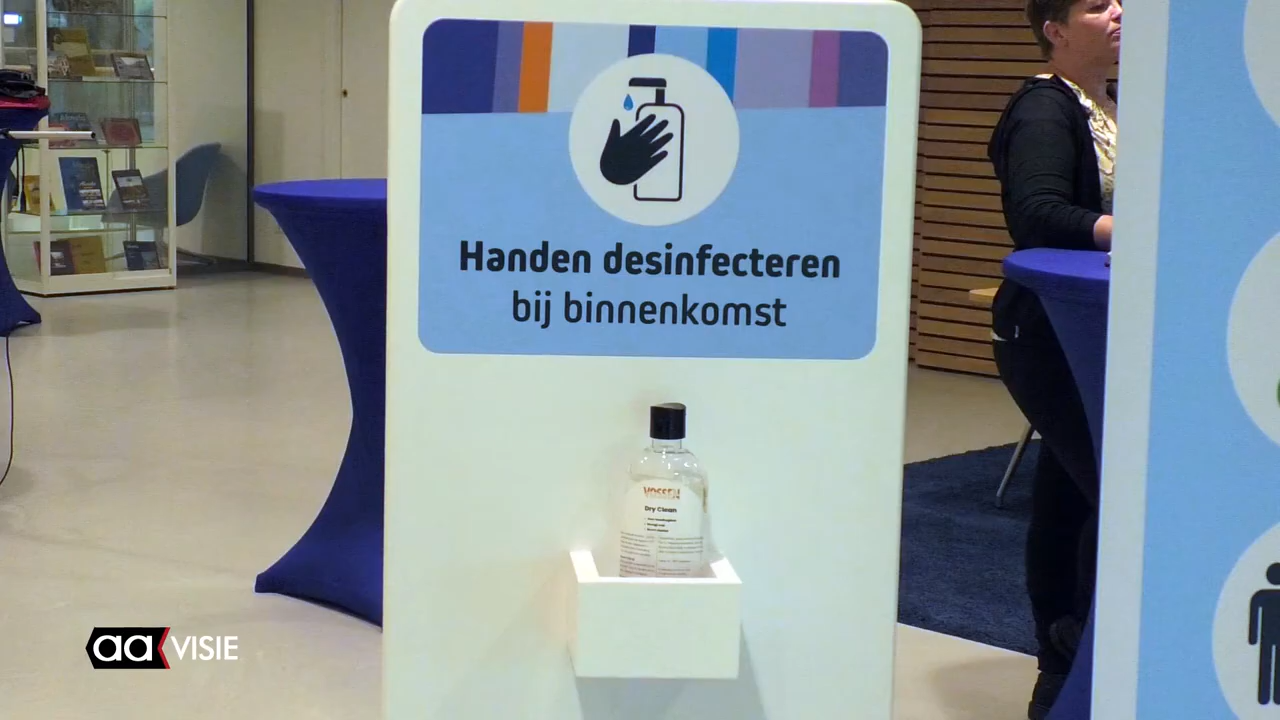 Handen desinfecteren
bij binnenkomst
VOSSEN
Dry Clean
aa VISIE